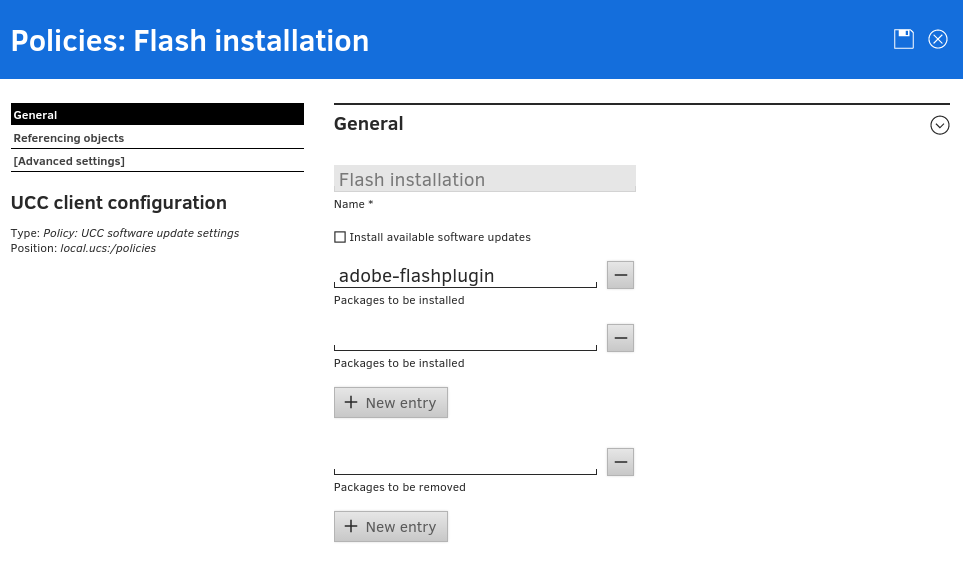 Policies: Flash installation
General
Referencing objects
[Advanced settings]
UCC client configuration
Type: Policy: UCC software update settings
Position: local.ucs:/policies
General
Flash installation
Name *
Install available software updates
adobe-flashplugin
Packages to be installed
Packages to be installed
New entry
Packages to be removed
New entry